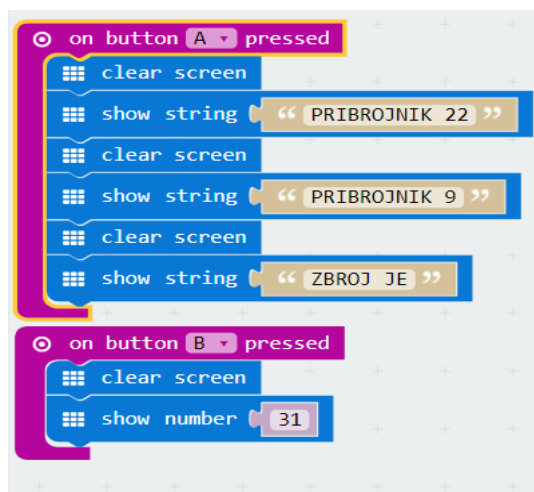 on button A pressed
clear screen
show string “ PRIBROJNIK 22 ”
clear screen
show string “ PRIBROJNIK 9 ”
clear screen
show string “ ZBROJ JE ”
on button B pressed
clear screen
show number 31